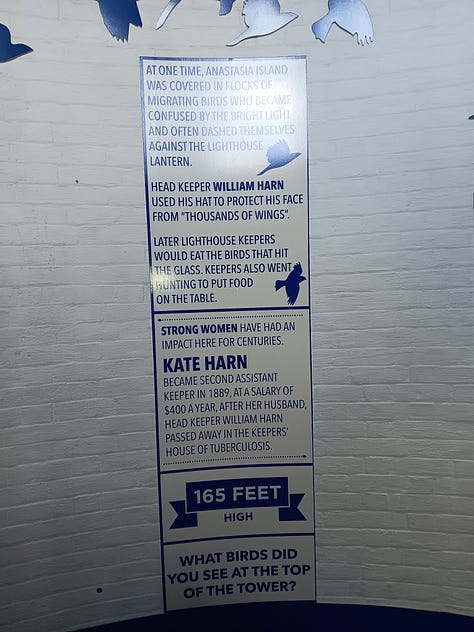 AT ONE TIME, ANASTASIA ISLAND
WAS COVERED IN FLOCKS OF
MIGRATING BIRDS WHO BECAME
CONFUSED BY THE BRIGHT LIGHT
AND OFTEN DASHED THEMSELVES
AGAINST THE LIGHTHOUSE
LANTERN.
HEAD KEEPER WILLIAM HARN
USED HIS HAT TO PROTECT HIS FACE
FROM “THOUSANDS OF WINGS”.
LATER LIGHTHOUSE KEEPERS
WOULD EAT THE BIRDS THAT HIT
THE GLASS. KEEPERS ALSO WENT
HUNTING TO PUT FOOD
ON THE TABLE.
STRONG WOMEN HAVE HAD AN
IMPACT HERE FOR CENTURIES.
KATE HARN
BECAME SECOND ASSISTANT
KEEPER IN 1889, AT A SALARY OF
$400 A YEAR, AFTER HER HUSBAND,
HEAD KEEPER WILLIAM HARN
PASSED AWAY IN THE KEEPERS'
HOUSE OF TUBERCULOSIS.
165 FEET
HIGH
WHAT BIRDS DID
YOU SEE AT THE TOP
OF THE TOWER?